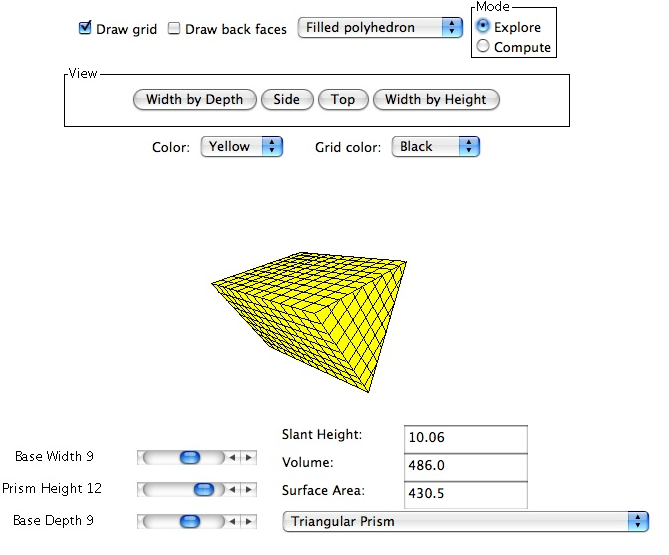 Mode
Draw grid Draw back faces Filled polyhedron Explore
Compute
View
Width by Depth Side Top Width by Height
Color: Yellow Grid color: Black
Slant Height: 10.06
Base Width 9
Volume: 486.0
Prism Height 12
Surface Area: 430.5
Base Depth 9 Triangular Prism